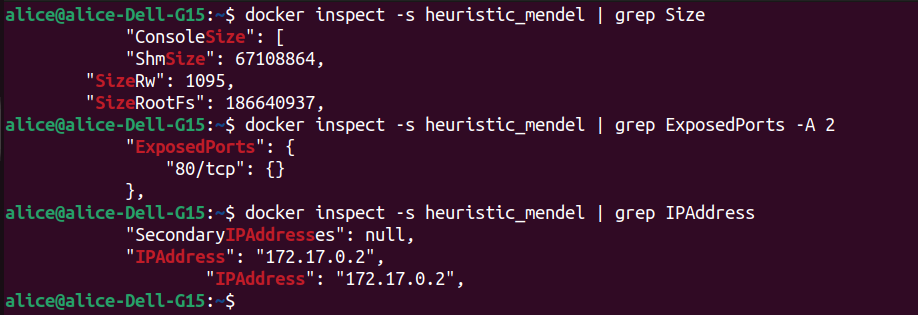 alice@alice-Dell-G15:~$ docker inspect -s heuristic_mendel | grep Size
            "ConsoleSize": [
            "ShmSize": 67108864,
        "SizeRw": 1095,
        "SizeRootFs": 186640937,
alice@alice-Dell-G15:~$ docker inspect -s heuristic_mendel | grep ExposedPorts -A 2
            "ExposedPorts": {
                "80/tcp": {}
            },
alice@alice-Dell-G15:~$ docker inspect -s heuristic_mendel | grep IPAddress
            "SecondaryIPAddresses": null,
            "IPAddress": "172.17.0.2",
                    "IPAddress": "172.17.0.2",
alice@alice-Dell-G15:~$